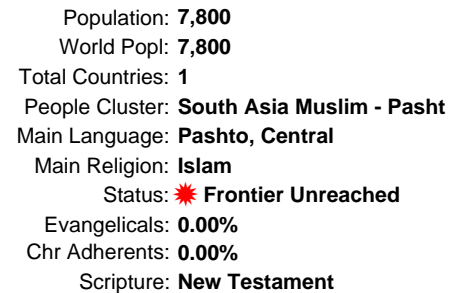 Population: 7,800
World Popl: 7,800
Total Countries: 1
People Cluster: South Asia Muslim - Pasht
Main Language: Pashto, Central
Main Religion: Islam
Status: Frontier Unreached
Evangelicals: 0.00%
Chr Adherents: 0.00%
Scripture: New Testament